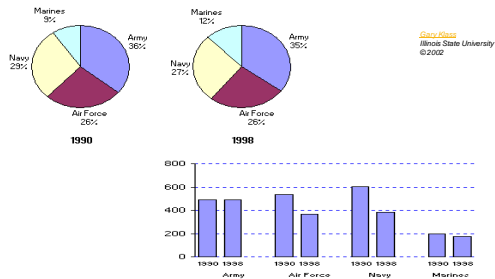 Marines
9%
Army
36%
Navy
29%
Air Force
26%
1990
Marines
12%
Army
35%
Navy
27%
Air Force
26%
1998
Gary Klass
Illinois State University
©2002
800
600
400
200
0
1990 1998 1990 1998 1990 1998 1990 1998
Army Air Force Navy Marines